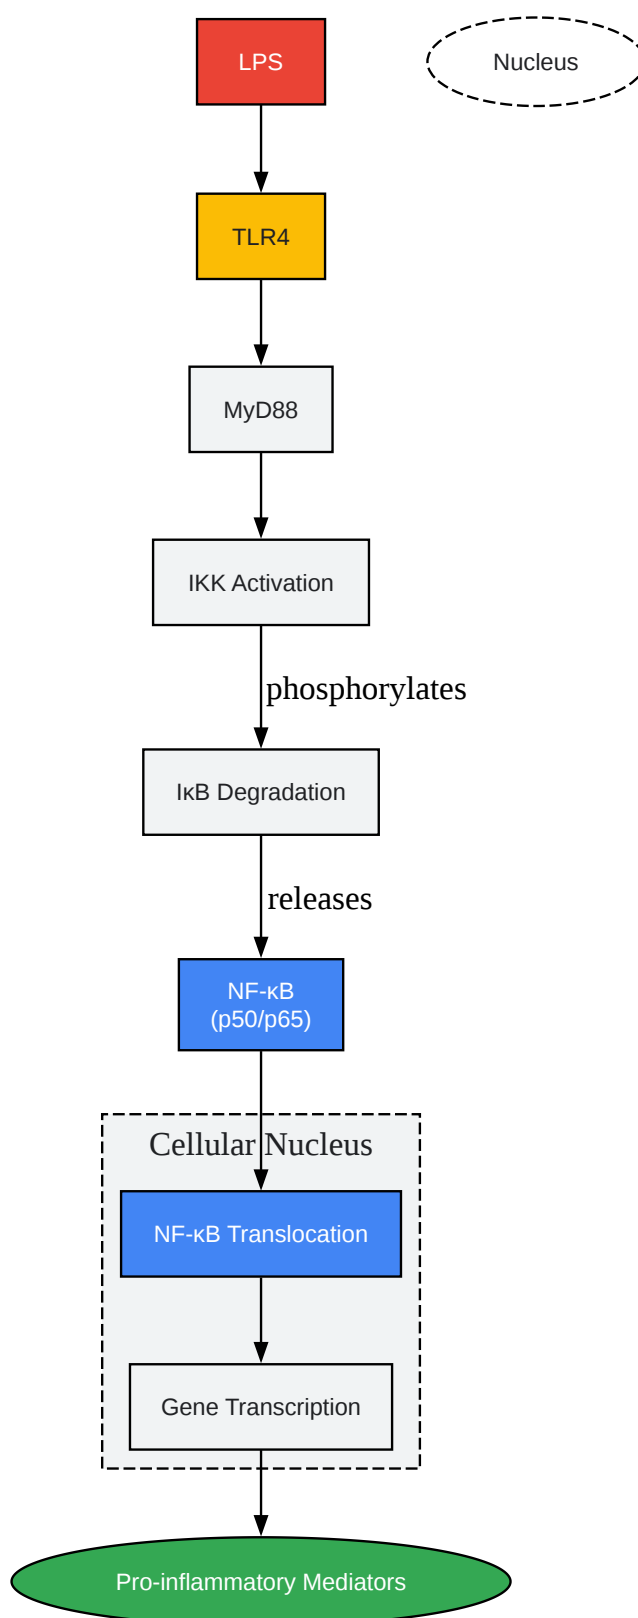 LPS
Nucleus
TLR4
MyD88
IKK Activation
phosphorylates
IκB Degradation
releases
NF-κB
(p50/p65)
Cellular Nucleus
NF-κB Translocation
Gene Transcription
Pro-inflammatory Mediators